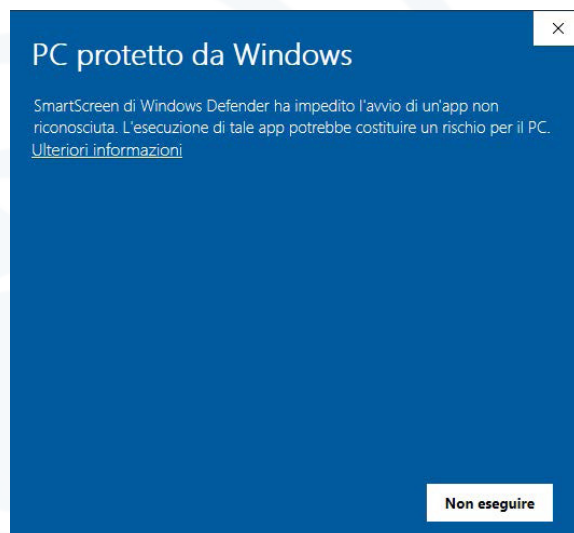 PC protetto da Windows
SmartScreen di Windows Defender ha impedito l'avvio di un'app non
riconosciuta. L'esecuzione di tale app potrebbe costituire un rischio per il PC.
Ulteriori informazioni
Non eseguire